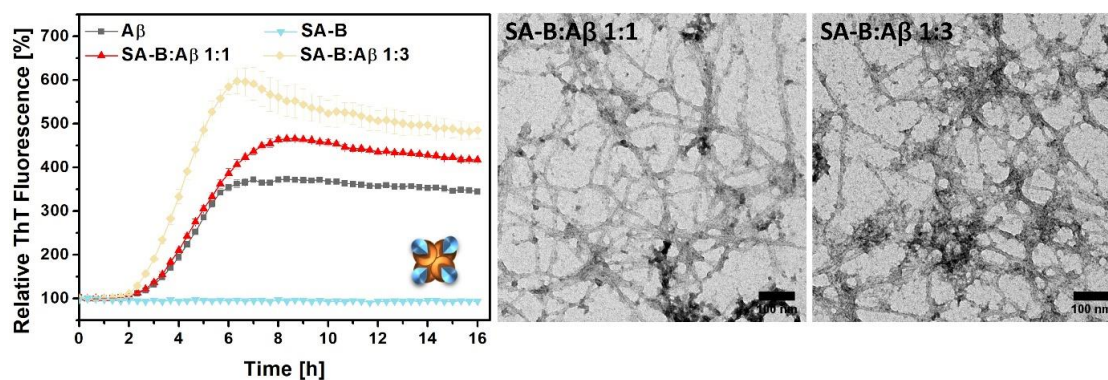 Relative ThT Fluorescence [%]
700
600
500
400
300
200
100
Aβ
SA-B
SA-B:Aβ 1:1
SA-B:Aβ 1:3
0
2
4
6
8
10
12
14
16
Time [h]
SA-B:Aβ 1:1
100 nm
SA-B:Aβ 1:3
100 nm